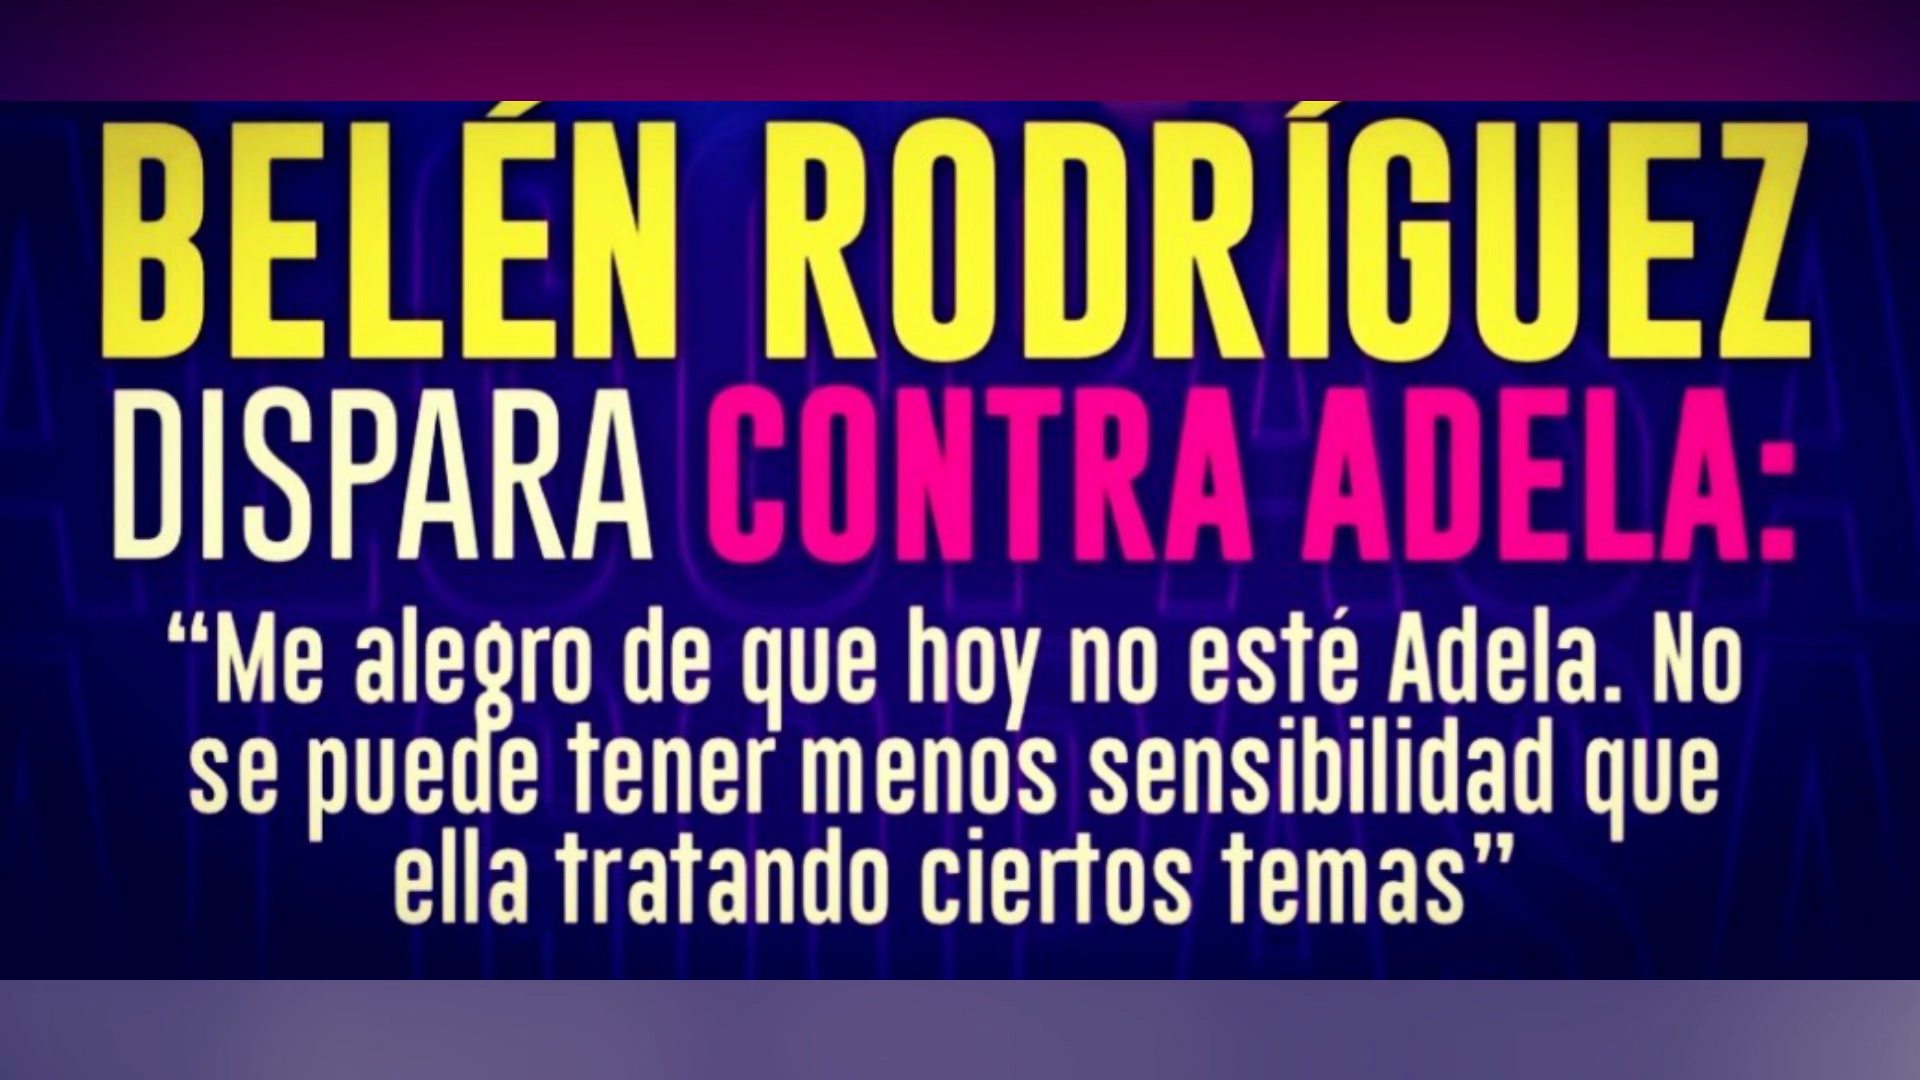 BELÉN RODRÍGUEZ
DISPARA CONTRA ADELA:
“Me alegro de que hoy no esté Adela. No
se puede tener menos sensibilidad que
ella tratando ciertos temas”